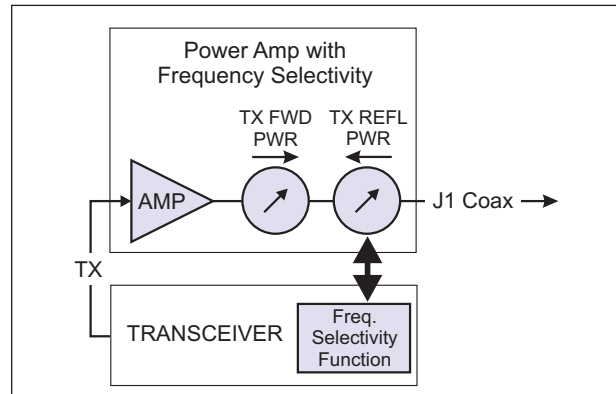 Power Amp with
Frequency Selectivity
TX FWD
PWR
TX REFL
PWR
AMP
J1 Coax
TX
TRANSCEIVER
Freq.
Selectivity
Function